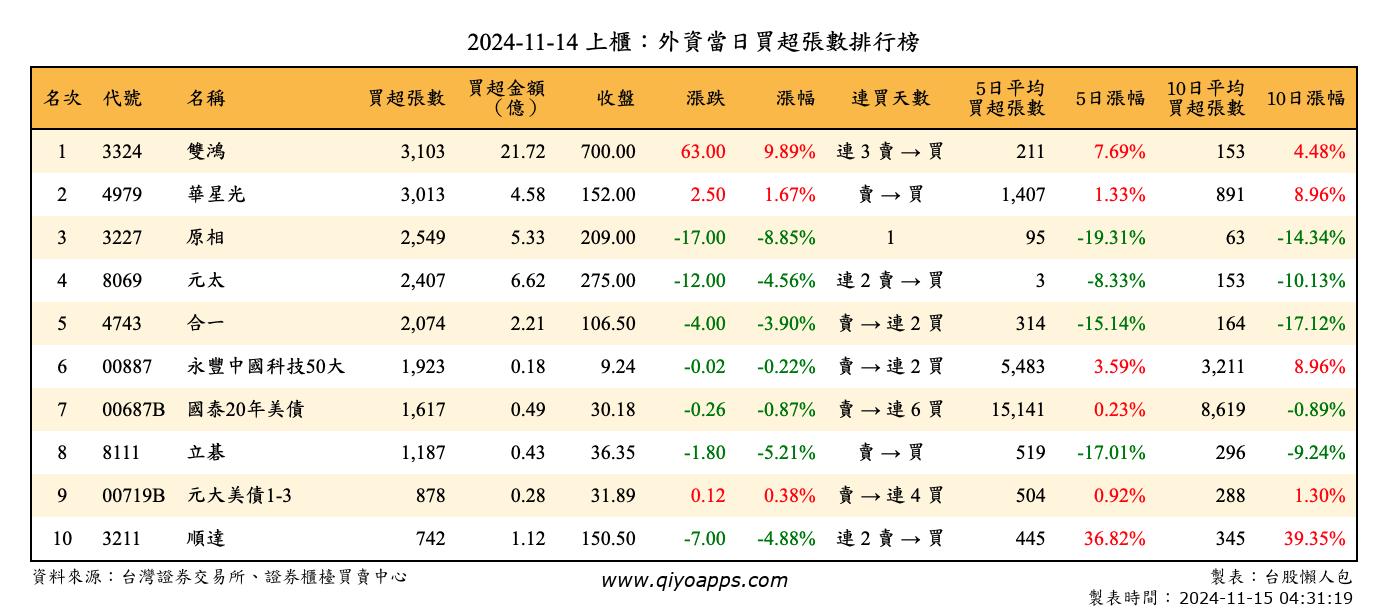 2024-11-14 上櫃：外資當日買超張數排行榜
名次 代號 名稱 買超張數 買超金額（億） 收盤 漲跌 漲幅 連買天數 5日平均買超張數 5日漲幅 10日平均買超張數 10日漲幅
1 3324 雙鴻 3,103 21.72 700.00 63.00 9.89% 連 3 賣 → 買 211 7.69% 153 4.48%
2 4979 華星光 3,013 4.58 152.00 2.50 1.67% 賣 → 買 1,407 1.33% 891 8.96%
3 3227 原相 2,549 5.33 209.00 -17.00 -8.85% 1 95 -19.31% 63 -14.34%
4 8069 元太 2,407 6.62 275.00 -12.00 -4.56% 連 2 賣 → 買 3 -8.33% 153 -10.13%
5 4743 合一 2,074 2.21 106.50 -4.00 -3.90% 賣 → 連 2 買 314 -15.14% 164 -17.12%
6 00887 永豐中國科技50大 1,923 0.18 9.24 -0.02 -0.22% 賣 → 連 2 買 5,483 3.59% 3,211 8.96%
7 00687B 國泰20年美債 1,617 0.49 30.18 -0.26 -0.87% 賣 → 連 6 買 15,141 0.23% 8,619 -0.89%
8 8111 立碁 1,187 0.43 36.35 -1.80 -5.21% 賣 → 買 519 -17.01% 296 -9.24%
9 00719B 元大美債1-3 878 0.28 31.89 0.12 0.38% 賣 → 連 4 買 504 0.92% 288 1.30%
10 3211 順達 742 1.12 150.50 -7.00 -4.88% 連 2 賣 → 買 445 36.82% 345 39.35%
資料來源：台灣證券交易所、證券櫃檯買賣中心 www.qiyoapps.com 製表：台股懶人包
製表時間：2024-11-15 04:31:19